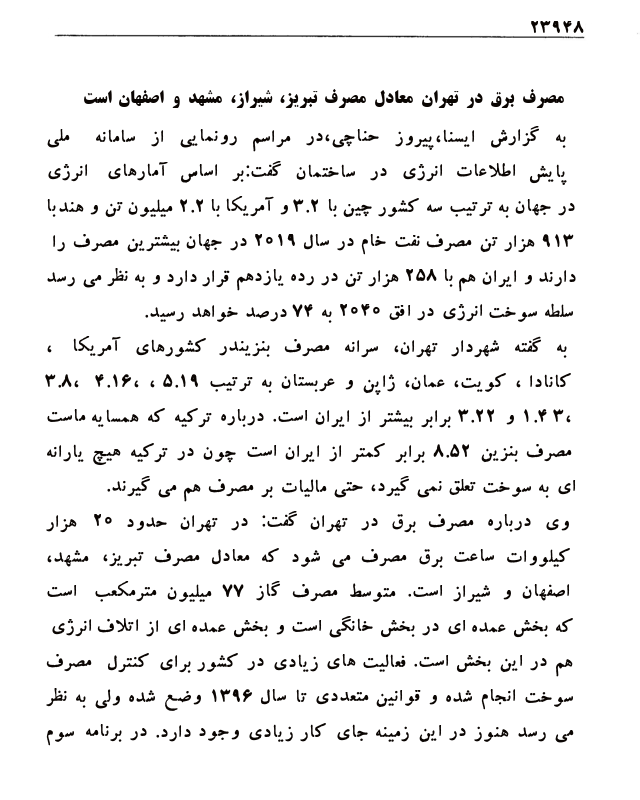 ۲۳۹۴۸
مصرف برق در تهران معادل مصرف تبریز، شیراز، مشهد و اصفهان است
به گزارش ایسنا،پیروز حناچی،در مراسم رونمایی از سامانه ملی
پایش اطلاعات انرژی در ساختمان گفت:بر اساس آمارهای انرژی
در جهان به ترتیب سه کشور چین با ۳.۲ و آمریکا با ۲.۲ میلیون تن و هندبا
۹۱۳ هزار تن مصرف نفت خام در سال ۲۰۱۹ در جهان بیشترین مصرف را
دارند و ایران هم با ۲۵۸ هزار تن در رده یازدهم قرار دارد و به نظر می رسد
سلطه سوخت انرژی در افق ۲۰۴۰ به ۷۴ درصد خواهد رسید.
به گفته شهردار تهران، سرانه مصرف بنزیندر کشورهای آمریکا ،
کانادا ، کویت، عمان، ژاپن و عربستان به ترتیب ۵.۱۹ ، ،۴.۱۶ ،۳.۸
،۱.۴۳ و ۳.۲۲ برابر بیشتر از ایران است. درباره ترکیه که همسایه ماست
مصرف بنزین ۸.۵۲ برابر کمتر از ایران است چون در ترکیه هیچ یارانه
ای به سوخت تعلق نمی گیرد، حتی مالیات بر مصرف هم می گیرند.
وی درباره مصرف برق در تهران گفت: در تهران حدود ۲۰ هزار
کیلووات ساعت برق مصرف می شود که معادل مصرف تبریز، مشهد،
اصفهان و شیراز است. متوسط مصرف گاز ۷۷ میلیون مترمکعب است
که بخش عمده ای در بخش خانگی است و بخش عمده ای از اتلاف انرژی
هم در این بخش است. فعالیت های زیادی در کشور برای کنترل مصرف
سوخت انجام شده و قوانین متعددی تا سال ۱۳۹۶ وضع شده ولی به نظر
می رسد هنوز در این زمینه جای کار زیادی وجود دارد. در برنامه سوم